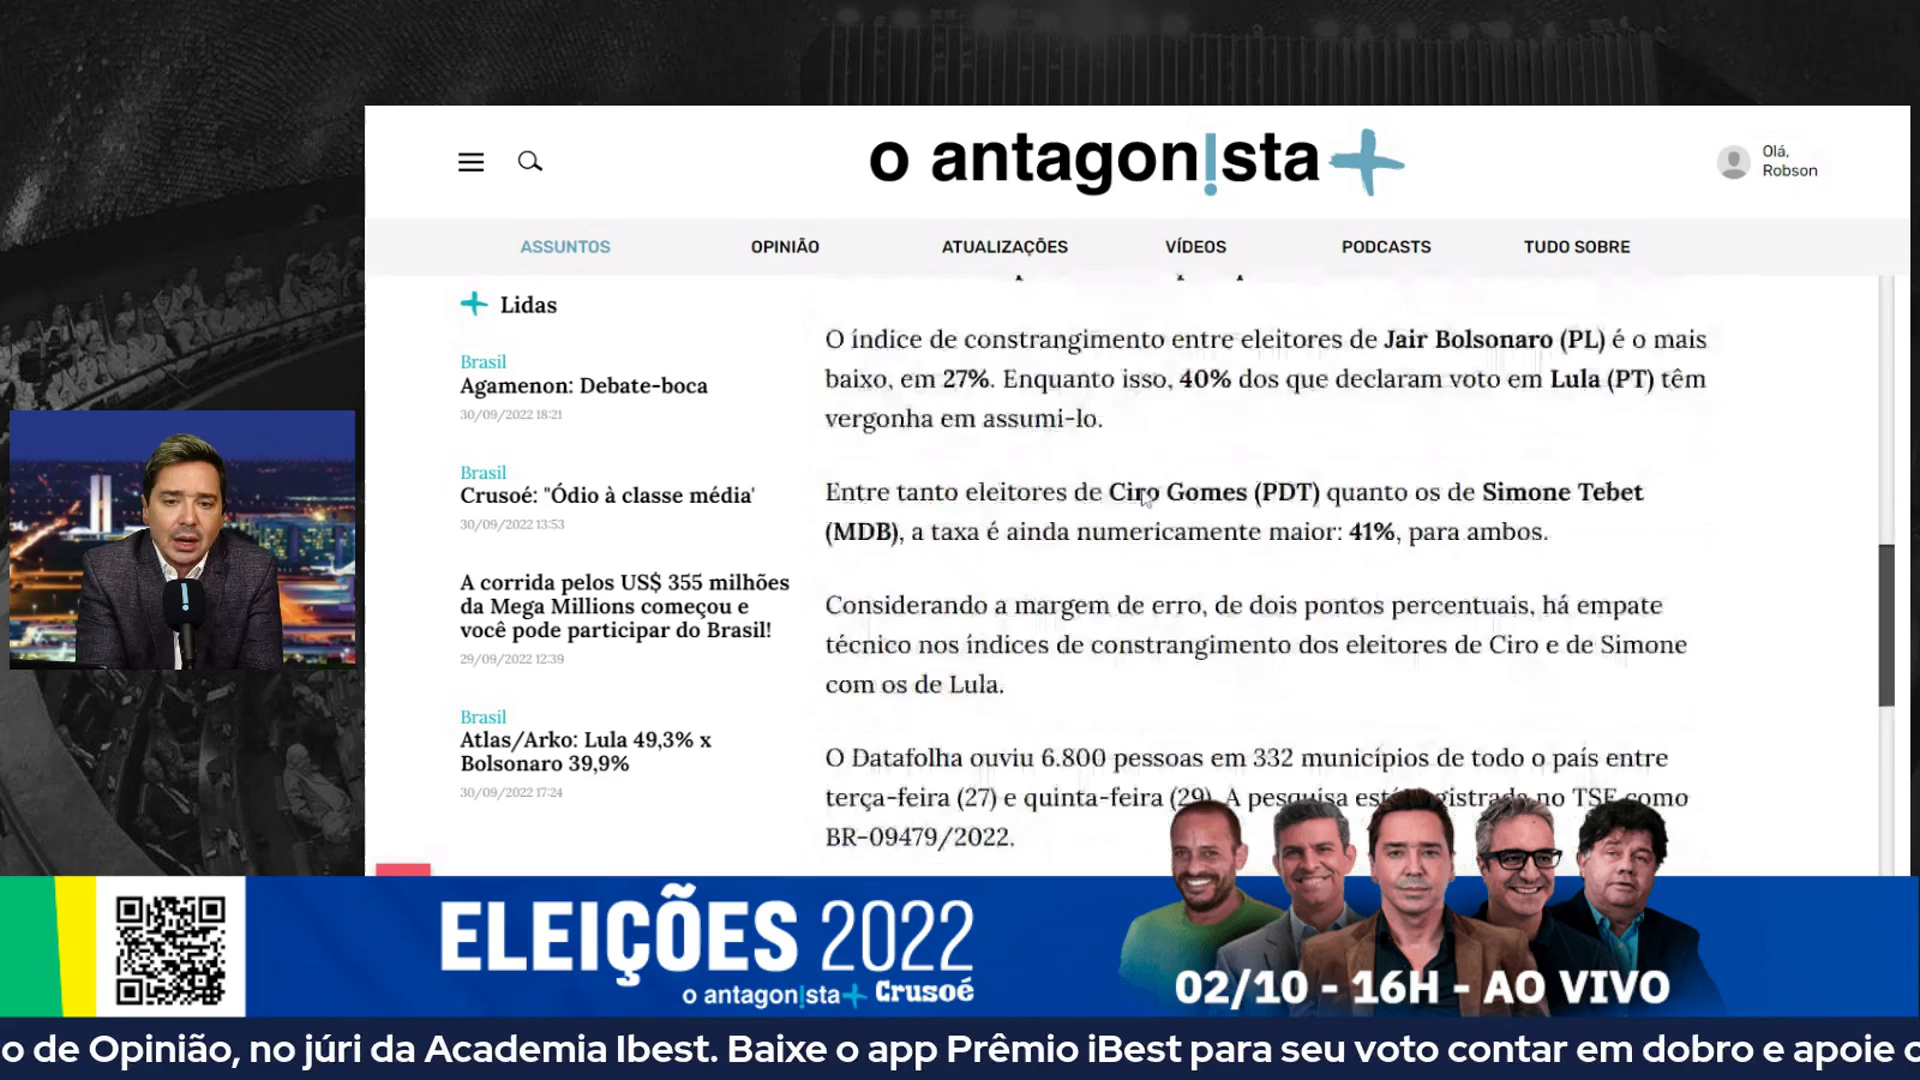 o antagon!sta+
Olá,
Robson
ASSUNTOS OPINIÃO ATUALIZAÇÕES VÍDEOS PODCASTS TUDO SOBRE
+ Lidas
Brasil
Agamenon: Debate-boca
30/09/2022 18:21
Brasil
Crusoé: "Ódio à classe média'
30/09/2022 13:53
A corrida pelos US$ 355 milhões
da Mega Millions começou e
você pode participar do Brasil!
29/09/2022 12:39
Brasil
Atlas/Arko: Lula 49,3% x
Bolsonaro 39,9%
30/09/2022 17:24
O índice de constrangimento entre eleitores de Jair Bolsonaro (PL) é o mais
baixo, em 27%. Enquanto isso, 40% dos que declaram voto em Lula (PT) têm
vergonha em assumi-lo.
Entre tanto eleitores de Ciro Gomes (PDT) quanto os de Simone Tebet
(MDB), a taxa é ainda numericamente maior: 41%, para ambos.
Considerando a margem de erro, de dois pontos percentuais, há empate
técnico nos índices de constrangimento dos eleitores de Ciro e de Simone
com os de Lula.
O Datafolha ouviu 6.800 pessoas em 332 municípios de todo o país entre
terça-feira (27) e quinta-feira (29). A pesquisa está registrada no TSE como
BR-09479/2022.
ELEIÇÕES 2022
o antagon!sta+ Crusoé
02/10 - 16H - AO VIVO
o de Opinião, no júri da Academia Ibest. Baixe o app Prêmio iBest para seu voto contar em dobro e apoie